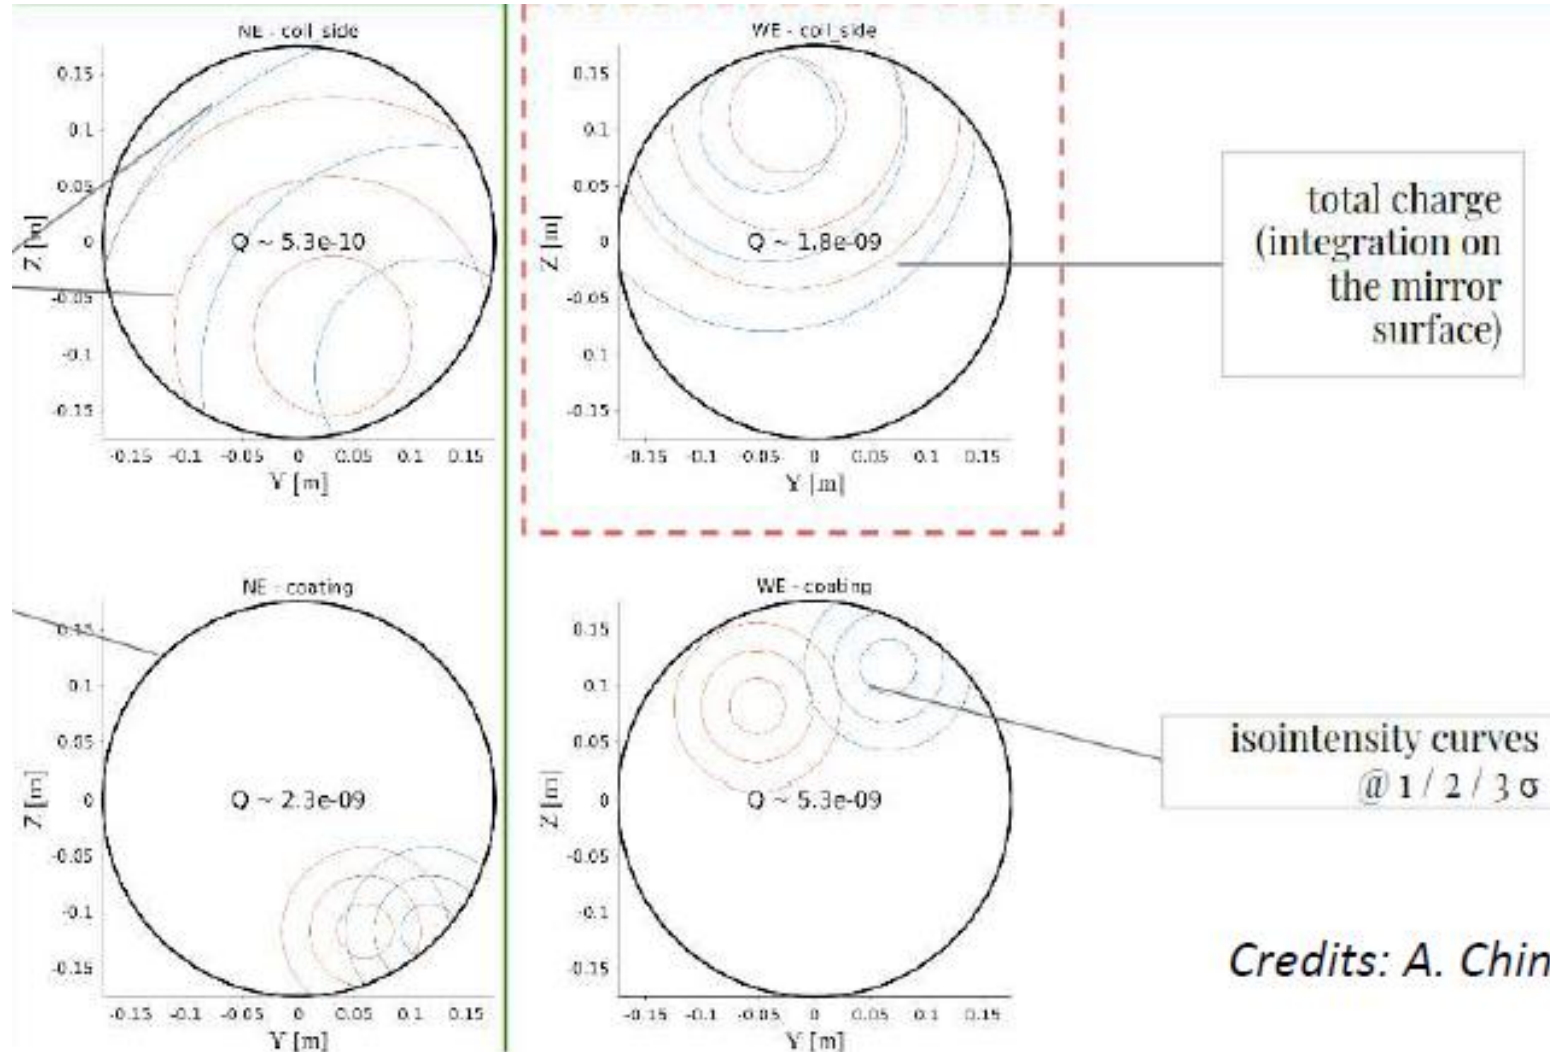 NE - coil_side
0.15
0.1
0.05
0
-0.05
-0.1
-0.15
Z [m]
Q ~ 5.3e-10
-0.15 -0.1 -0.05 0 0.05 0.1 0.15
Y [m]
WE - coil_side
0.15
0.1
0.05
0
-0.05
-0.1
-0.15
Z [m]
Q ~ 1.8e-09
-0.15 -0.1 -0.05 0 0.05 0.1 0.15
Y [m]
total charge
(integration on
the mirror
surface)
NE - coating
0.15
0.1
0.05
0
-0.05
-0.1
-0.15
Z [m]
Q ~ 2.3e-09
-0.15 -0.1 -0.05 0 0.05 0.1 0.15
Y [m]
WE - coating
0.15
0.1
0.05
0
-0.05
-0.1
-0.15
Z [m]
Q ~ 5.3e-09
-0.15 -0.1 -0.05 0 0.05 0.1 0.15
Y [m]
isointensity curves
@ 1 / 2 / 3 σ
Credits: A. Chin